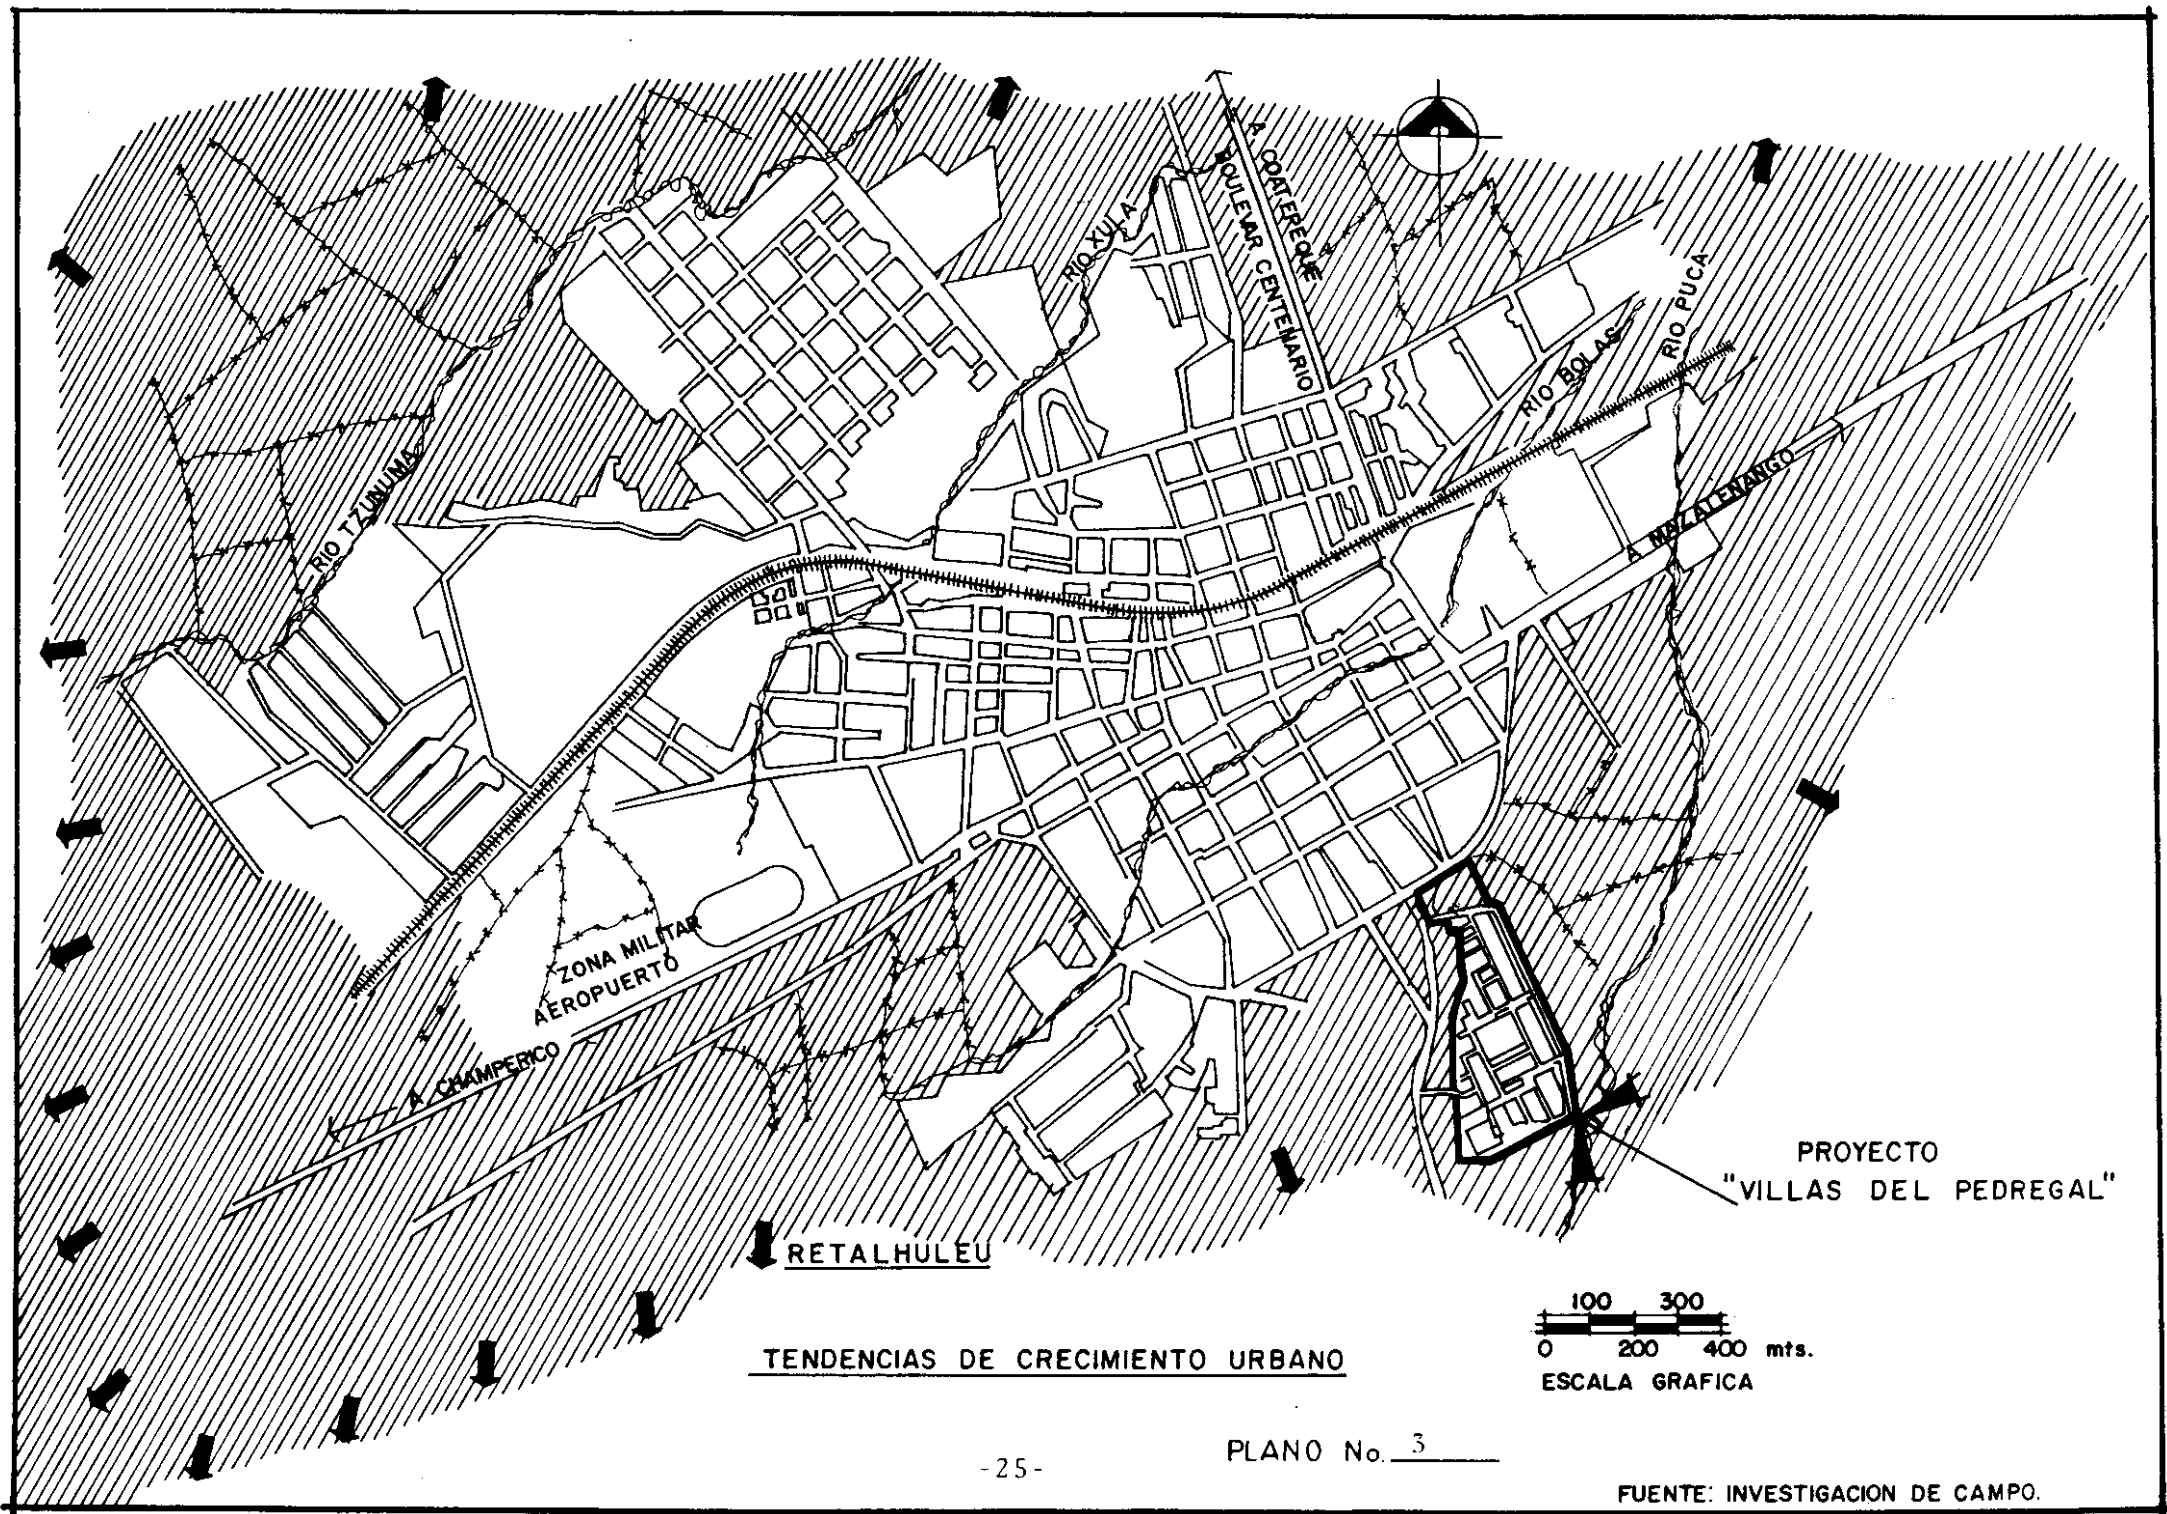 A COATEPEQUE
BOULEVAR CENTENARIO
RIO XULA
RIO PUCA
RIO BOLAS
RIO TZUNUMA
A MAZATENANGO
ZONA MILITAR
AEROPUERTO
A CHAMPERICO
PROYECTO
"VILLAS DEL PEDREGAL"
RETALHULEU
100 300
0 200 400 mts.
ESCALA GRAFICA
TENDENCIAS DE CRECIMIENTO URBANO
PLANO No. 3
-25-
FUENTE: INVESTIGACION DE CAMPO.